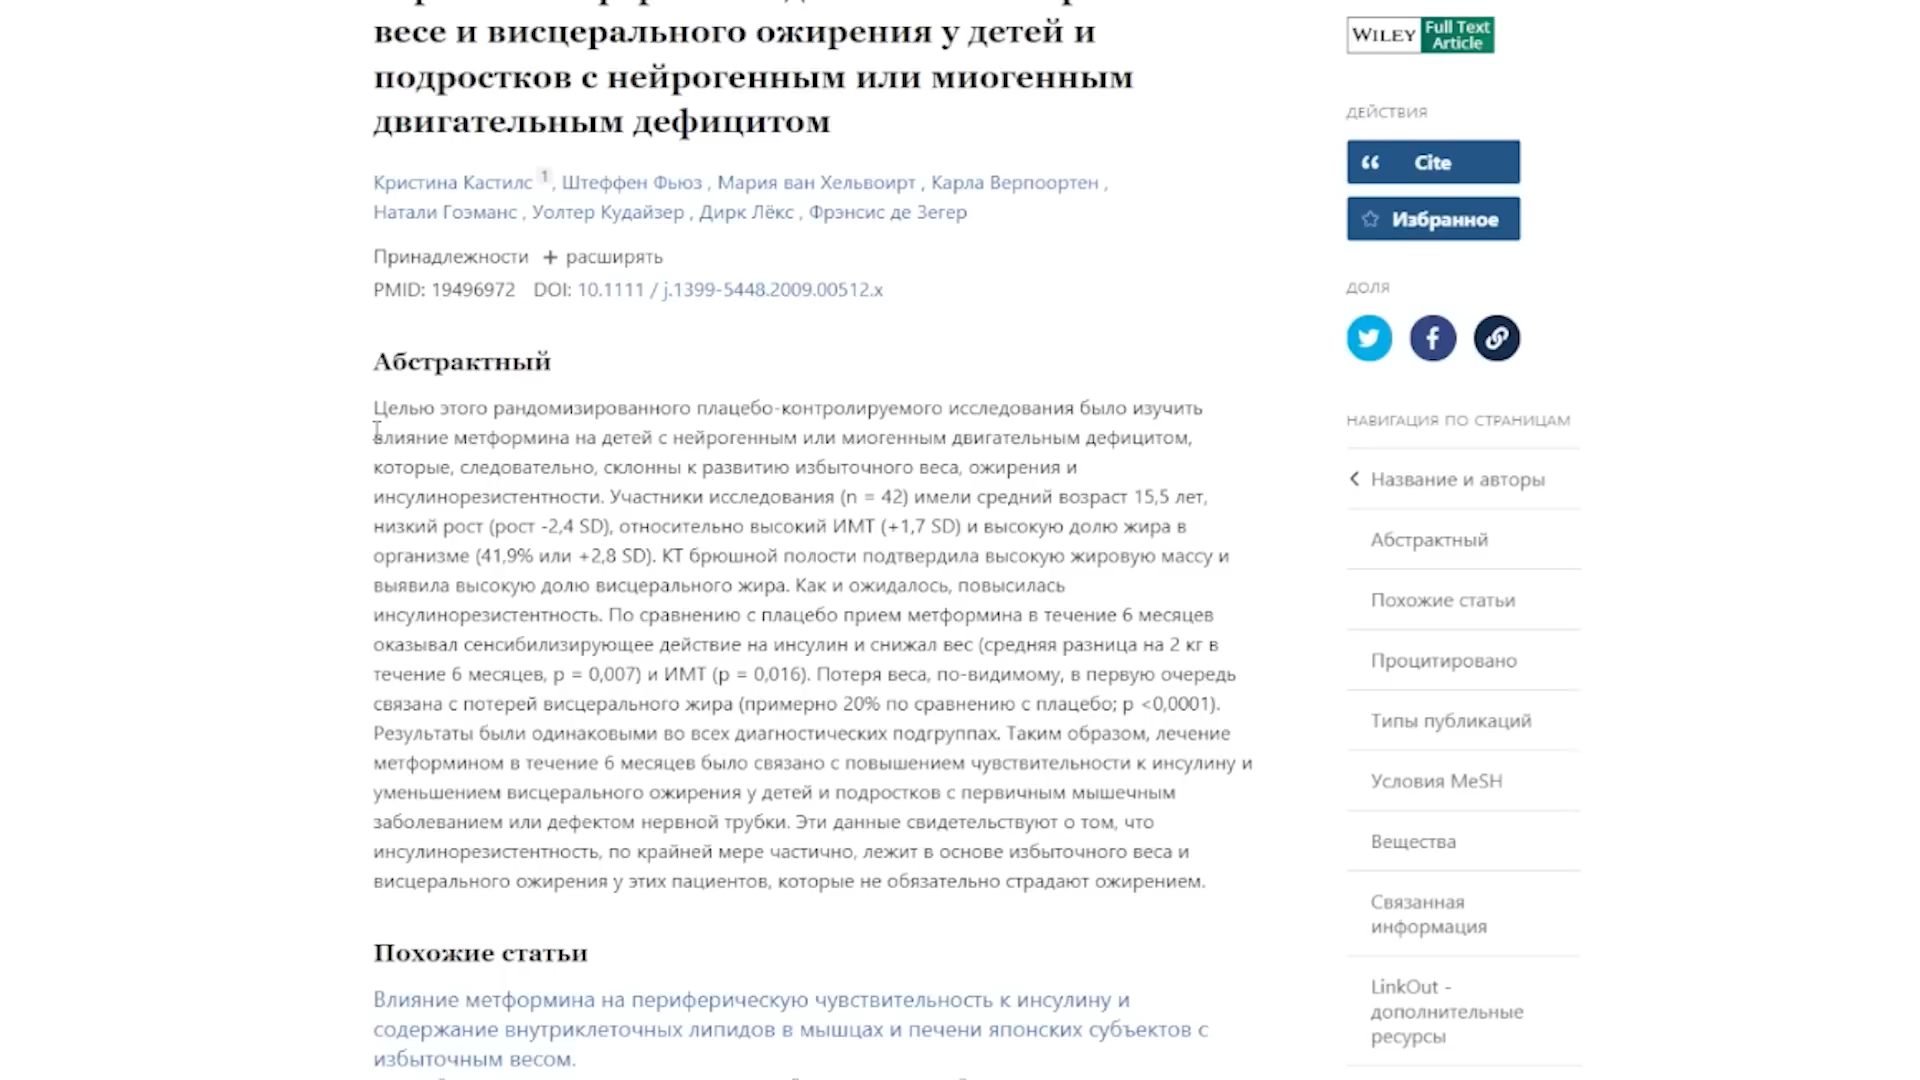 весе и висцерального ожирения у детей и
подростков с нейрогенным или миогенным
двигательным дефицитом
Кристина Кастилс 1, Штеффен Фьюз , Мария ван Хельвоирт , Карла Верпоортен ,
Натали Гоэманс , Уолтер Кудайзер , Дирк Лёкс , Фрэнсис де Зегер
Принадлежности + расширять
PMID: 19496972 DOI: 10.1111 / j.1399-5448.2009.00512.x
Абстрактный
Целью этого рандомизированного плацебо-контролируемого исследования было изучить
влияние метформина на детей с нейрогенным или миогенным двигательным дефицитом,
которые, следовательно, склонны к развитию избыточного веса, ожирения и
инсулинорезистентности. Участники исследования (n = 42) имели средний возраст 15,5 лет,
низкий рост (рост -2,4 SD), относительно высокий ИМТ (+1,7 SD) и высокую долю жира в
организме (41,9% или +2,8 SD). КТ брюшной полости подтвердила высокую жировую массу и
выявила высокую долю висцерального жира. Как и ожидалось, повысилась
инсулинорезистентность. По сравнению с плацебо прием метформина в течение 6 месяцев
оказывал сенсибилизирующее действие на инсулин и снижал вес (средняя разница на 2 кг в
течение 6 месяцев, p = 0,007) и ИМТ (p = 0,016). Потеря веса, по-видимому, в первую очередь
связана с потерей висцерального жира (примерно 20% по сравнению с плацебо; p <0,0001).
Результаты были одинаковыми во всех диагностических подгруппах. Таким образом, лечение
метформином в течение 6 месяцев было связано с повышением чувствительности к инсулину и
уменьшением висцерального ожирения у детей и подростков с первичным мышечным
заболеванием или дефектом нервной трубки. Эти данные свидетельствуют о том, что
инсулинорезистентность, по крайней мере частично, лежит в основе избыточного веса и
висцерального ожирения у этих пациентов, которые не обязательно страдают ожирением.
Похожие статьи
Влияние метформина на периферическую чувствительность к инсулину и
содержание внутриклеточных липидов в мышцах и печени японских субъектов с
избыточным весом.
WILEY Full Text
Article
ДЕЙСТВИЯ
Cite
Избранное
ДОЛЯ
НАВИГАЦИЯ ПО СТРАНИЦАМ
Название и авторы
Абстрактный
Похожие статьи
Процитировано
Типы публикаций
Условия MeSH
Вещества
Связанная
информация
LinkOut -
дополнительные
ресурсы